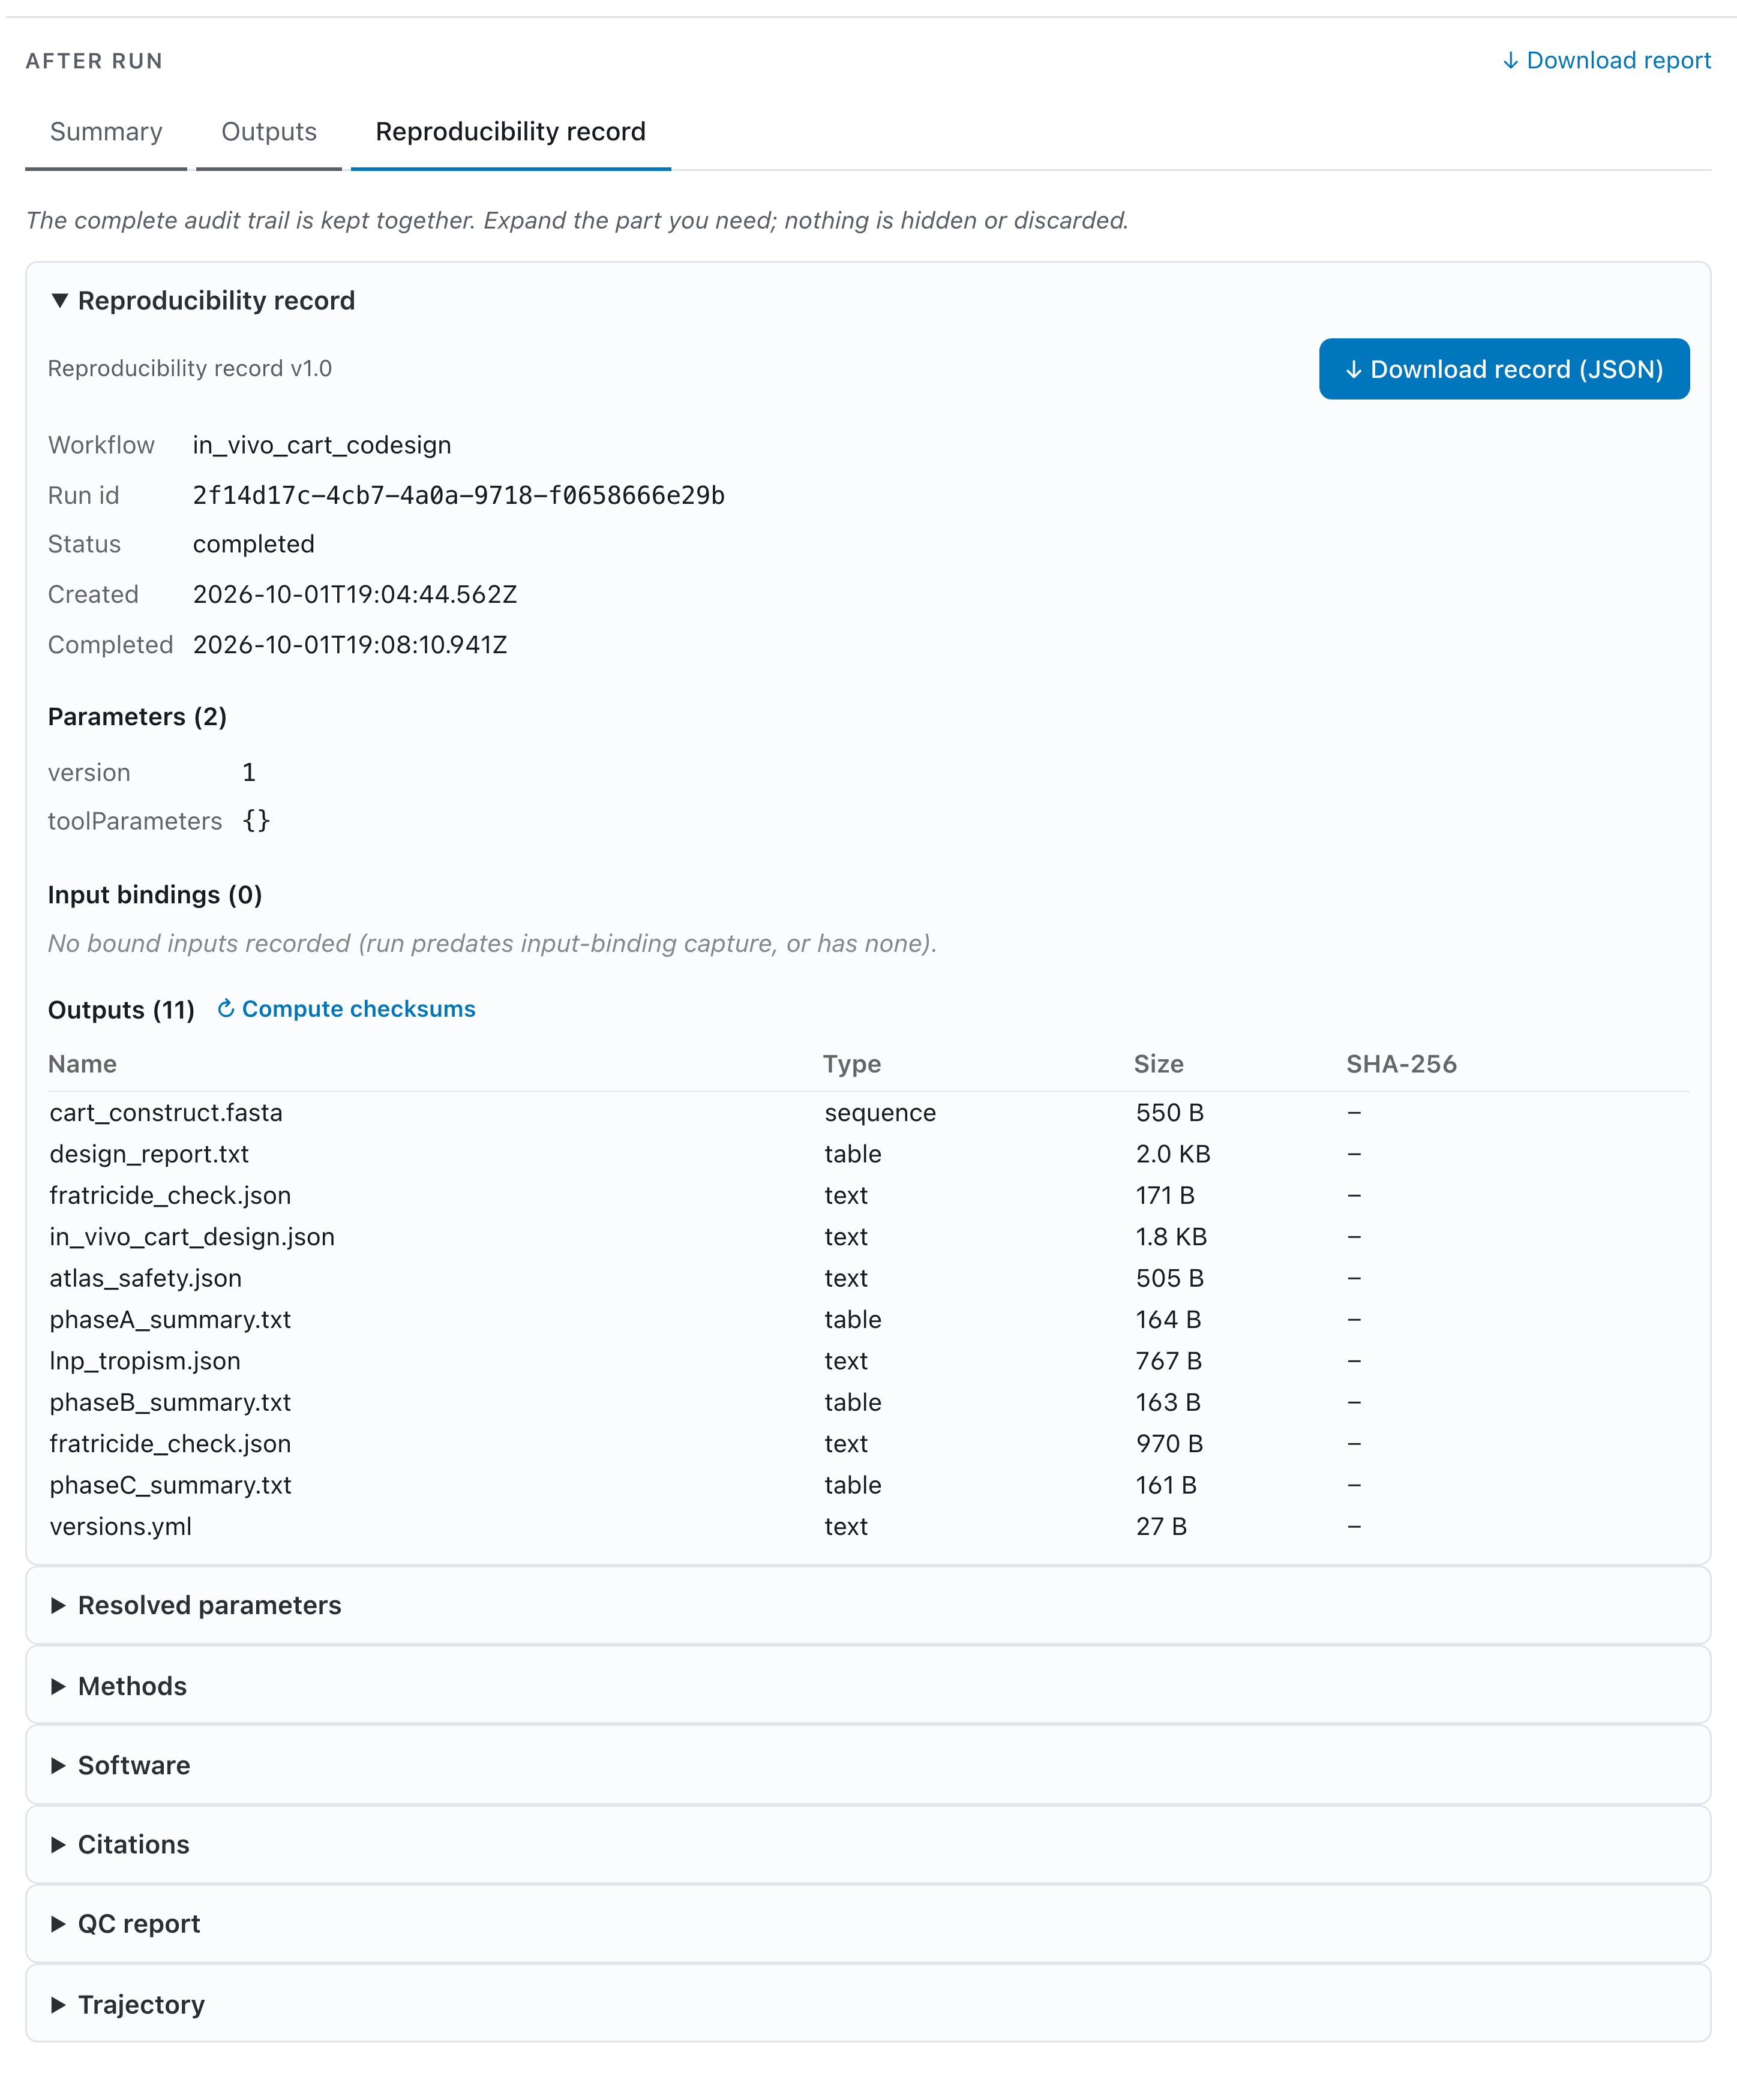 AFTER RUN
↓ Download report
Summary Outputs Reproducibility record
The complete audit trail is kept together. Expand the part you need; nothing is hidden or discarded.
▼ Reproducibility record
Reproducibility record v1.0
↓ Download record (JSON)
Workflow in_vivo_cart_codesign
Run id 2f14d17c-4cb7-4a0a-9718-f0658666e29b
Status completed
Created 2026-10-01T19:04:44.562Z
Completed 2026-10-01T19:08:10.941Z
Parameters (2)
version 1
toolParameters {}
Input bindings (0)
No bound inputs recorded (run predates input-binding capture, or has none).
Outputs (11) ↻ Compute checksums
Name Type Size SHA-256
cart_construct.fasta sequence 550 B –
design_report.txt table 2.0 KB –
fratricide_check.json text 171 B –
in_vivo_cart_design.json text 1.8 KB –
atlas_safety.json text 505 B –
phaseA_summary.txt table 164 B –
lnp_tropism.json text 767 B –
phaseB_summary.txt table 163 B –
fratricide_check.json text 970 B –
phaseC_summary.txt table 161 B –
versions.yml text 27 B –
▶ Resolved parameters
▶ Methods
▶ Software
▶ Citations
▶ QC report
▶ Trajectory